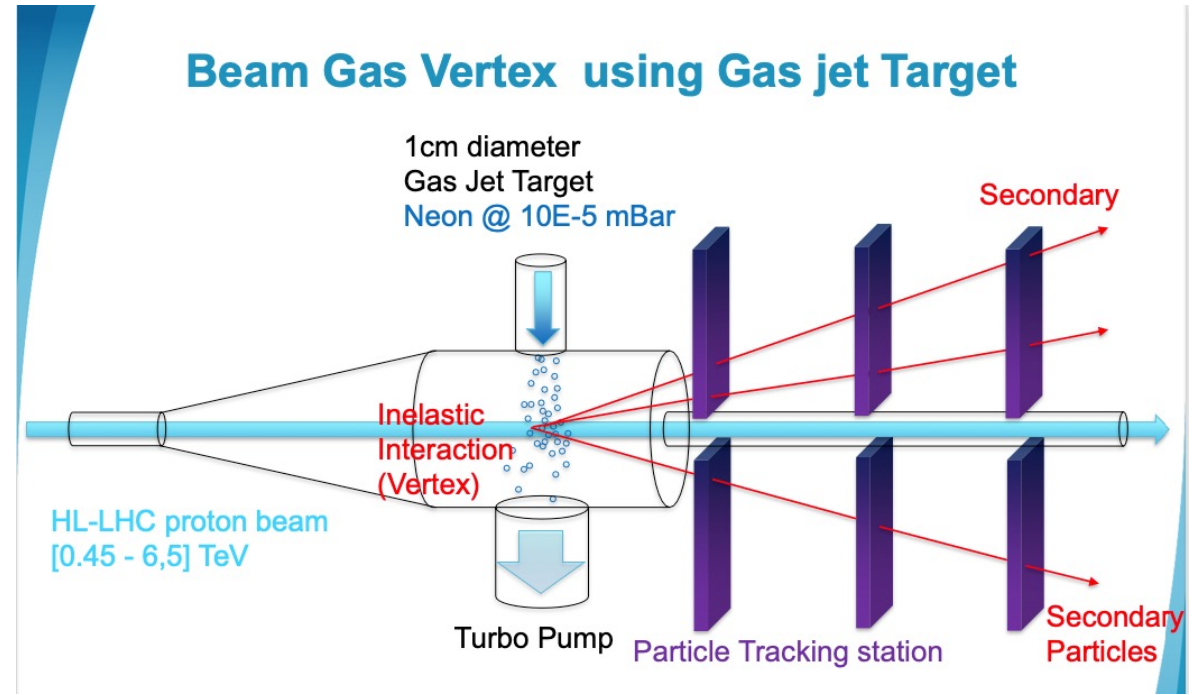 Beam Gas Vertex using Gas jet Target
1cm diameter
Gas Jet Target
Neon @ 10E-5 mBar
Secondary
Inelastic
Interaction
(Vertex)
HL-LHC proton beam
[0.45 - 6,5] TeV
Turbo Pump
Particle Tracking station
Secondary
Particles